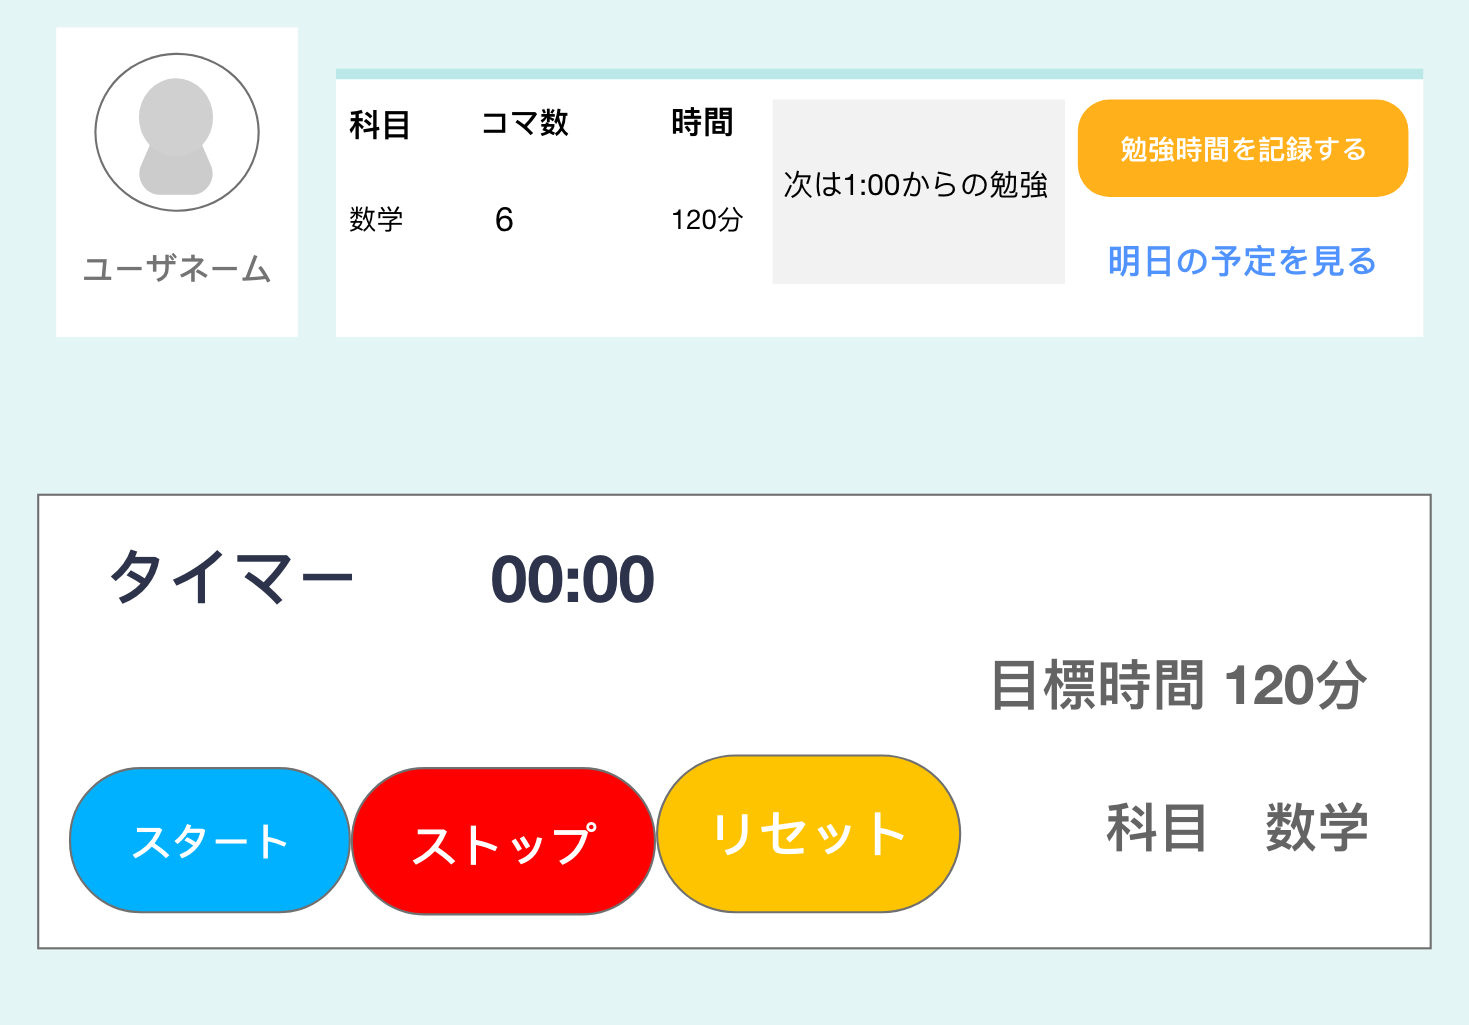 ユーザネーム
科目 コマ数 時間
数学 6 120分
次は1:00からの勉強
勉強時間を記録する
明日の予定を見る
タイマー 00:00
目標時間 120分
スタート ストップ リセット
科目 数学